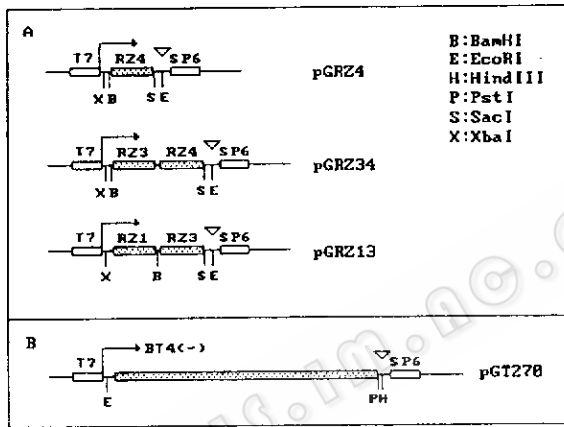 A
T7 RZ4 SP6
X B S E
pGRZ4
B:BamHI
E:EcoRI
H:HindIII
P:PstI
S:SacI
X:XbaI
T7 RZ3 RZ4 SP6
X B S E
pGRZ34
T7 RZ1 RZ3 SP6
X B S E
pGRZ13
B
T7 BT4(-) SP6
E PH
pGT270